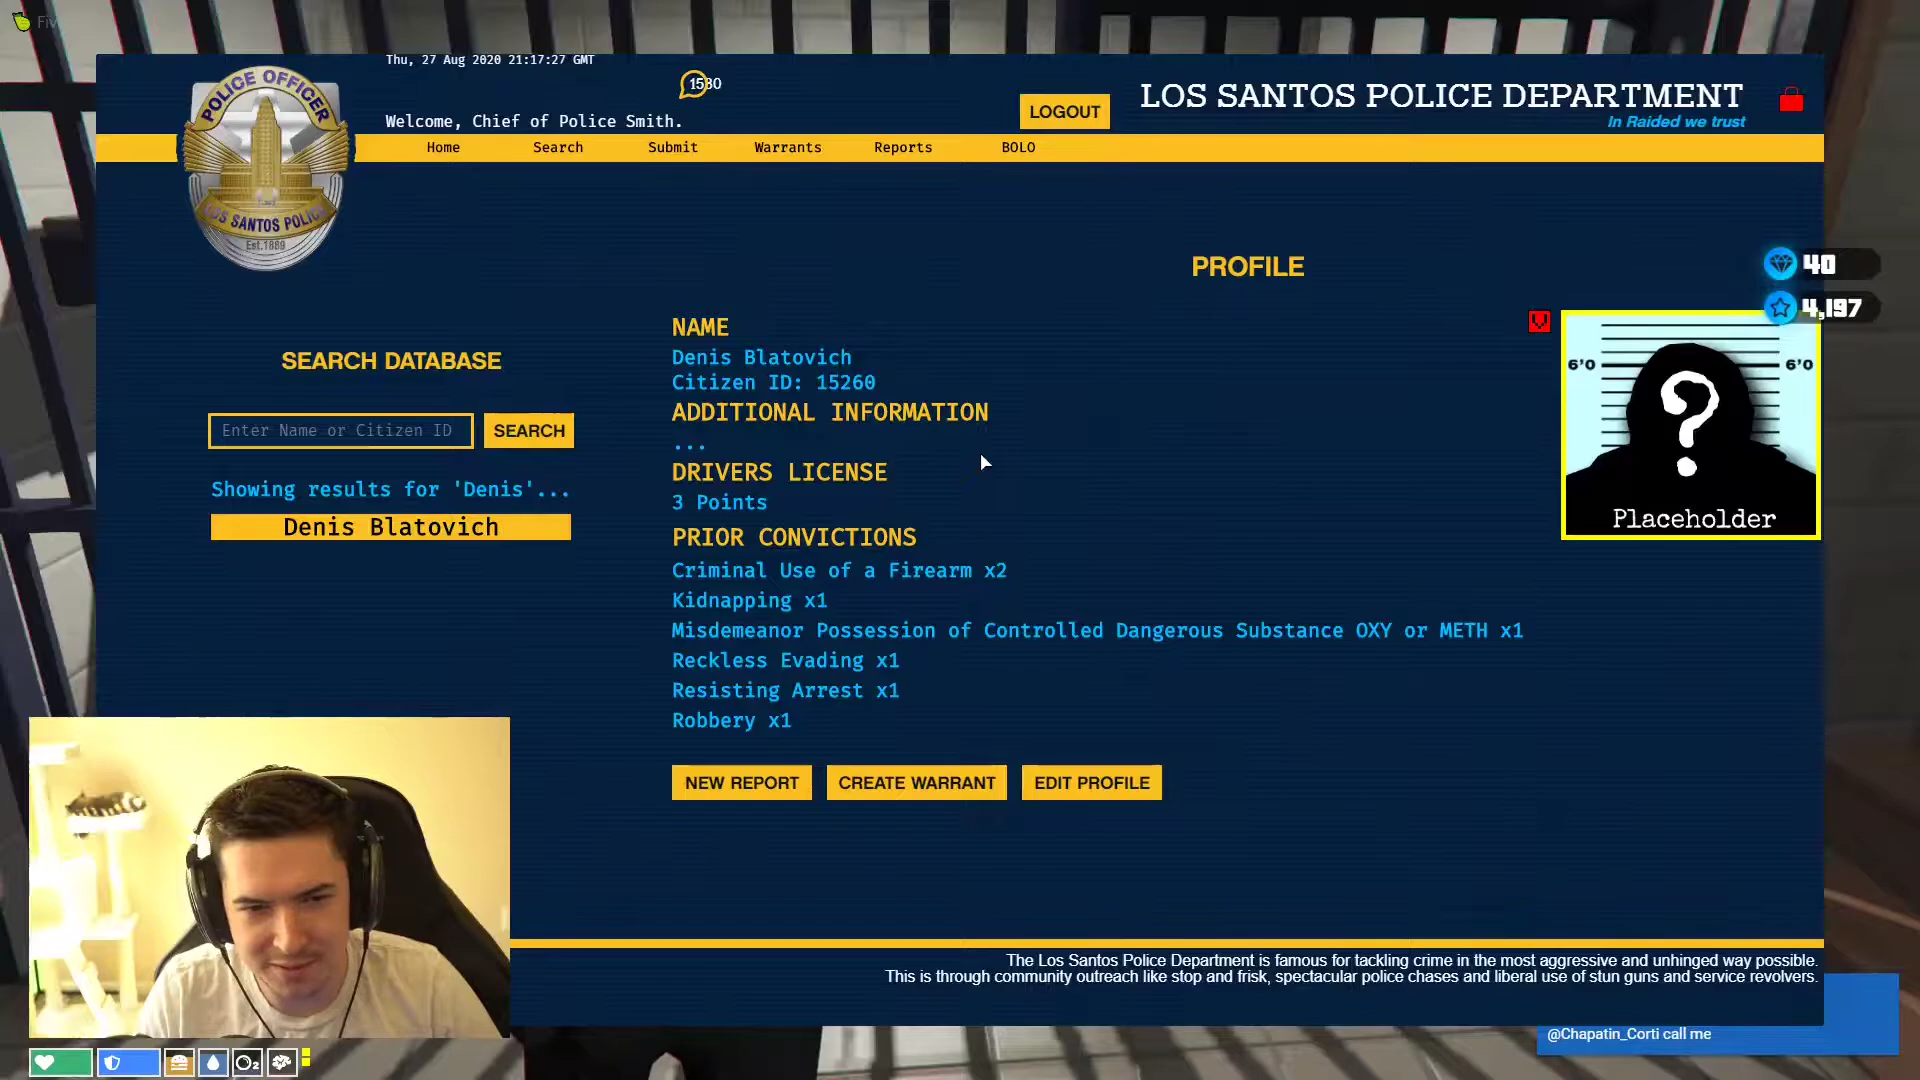 Fiv
Thu, 27 Aug 2020 21:17:27 GMT
1580
Welcome, Chief of Police Smith.
LOGOUT
LOS SANTOS POLICE DEPARTMENT
In Raided we trust
POLICE OFFICER
LOS SANTOS POLICE
Est.1869
Home
Search
Submit
Warrants
Reports
BOLO
PROFILE
40
4,197
SEARCH DATABASE
Enter Name or Citizen ID
SEARCH
Showing results for 'Denis'...
Denis Blatovich
NAME
Denis Blatovich
Citizen ID: 15260
ADDITIONAL INFORMATION
...
DRIVERS LICENSE
3 Points
PRIOR CONVICTIONS
Criminal Use of a Firearm x2
Kidnapping x1
Misdemeanor Possession of Controlled Dangerous Substance OXY or METH x1
Reckless Evading x1
Resisting Arrest x1
Robbery x1
6'0
6'0
?
Placeholder
NEW REPORT
CREATE WARRANT
EDIT PROFILE
The Los Santos Police Department is famous for tackling crime in the most aggressive and unhinged way possible.
This is through community outreach like stop and frisk, spectacular police chases and liberal use of stun guns and service revolvers.
@Chapatin_Corti call me
O2